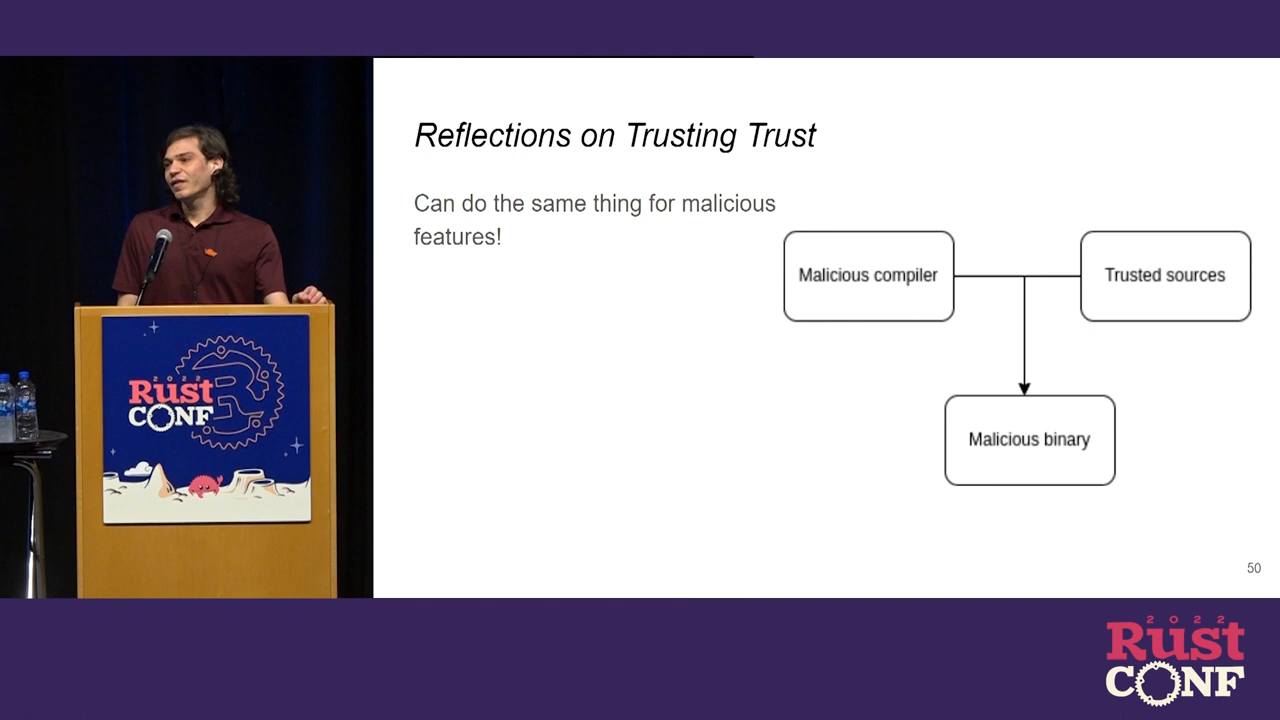 Reflections on Trusting Trust
Can do the same thing for malicious
features!
Malicious compiler
Trusted sources
Malicious binary
50
2022
Rust
CONF
2022
Rust
CONF